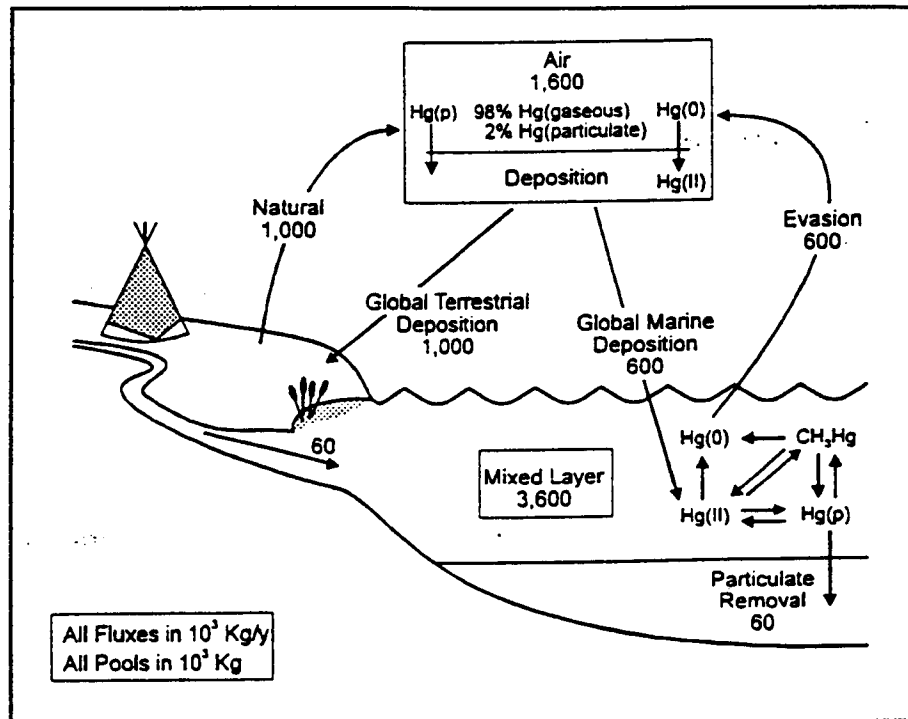 Air
1,600
Hg(p) 98% Hg(gaseous) Hg(0)
2% Hg(particulate)
Deposition Hg(II)
Natural
1,000
Evasion
600
Global Terrestrial
Deposition
1,000
Global Marine
Deposition
600
60
Mixed Layer
3,600
Hg(0) CH₃Hg
Hg(II) Hg(p)
Particulate
Removal
60
All Fluxes in 10³ Kg/y
All Pools in 10³ Kg